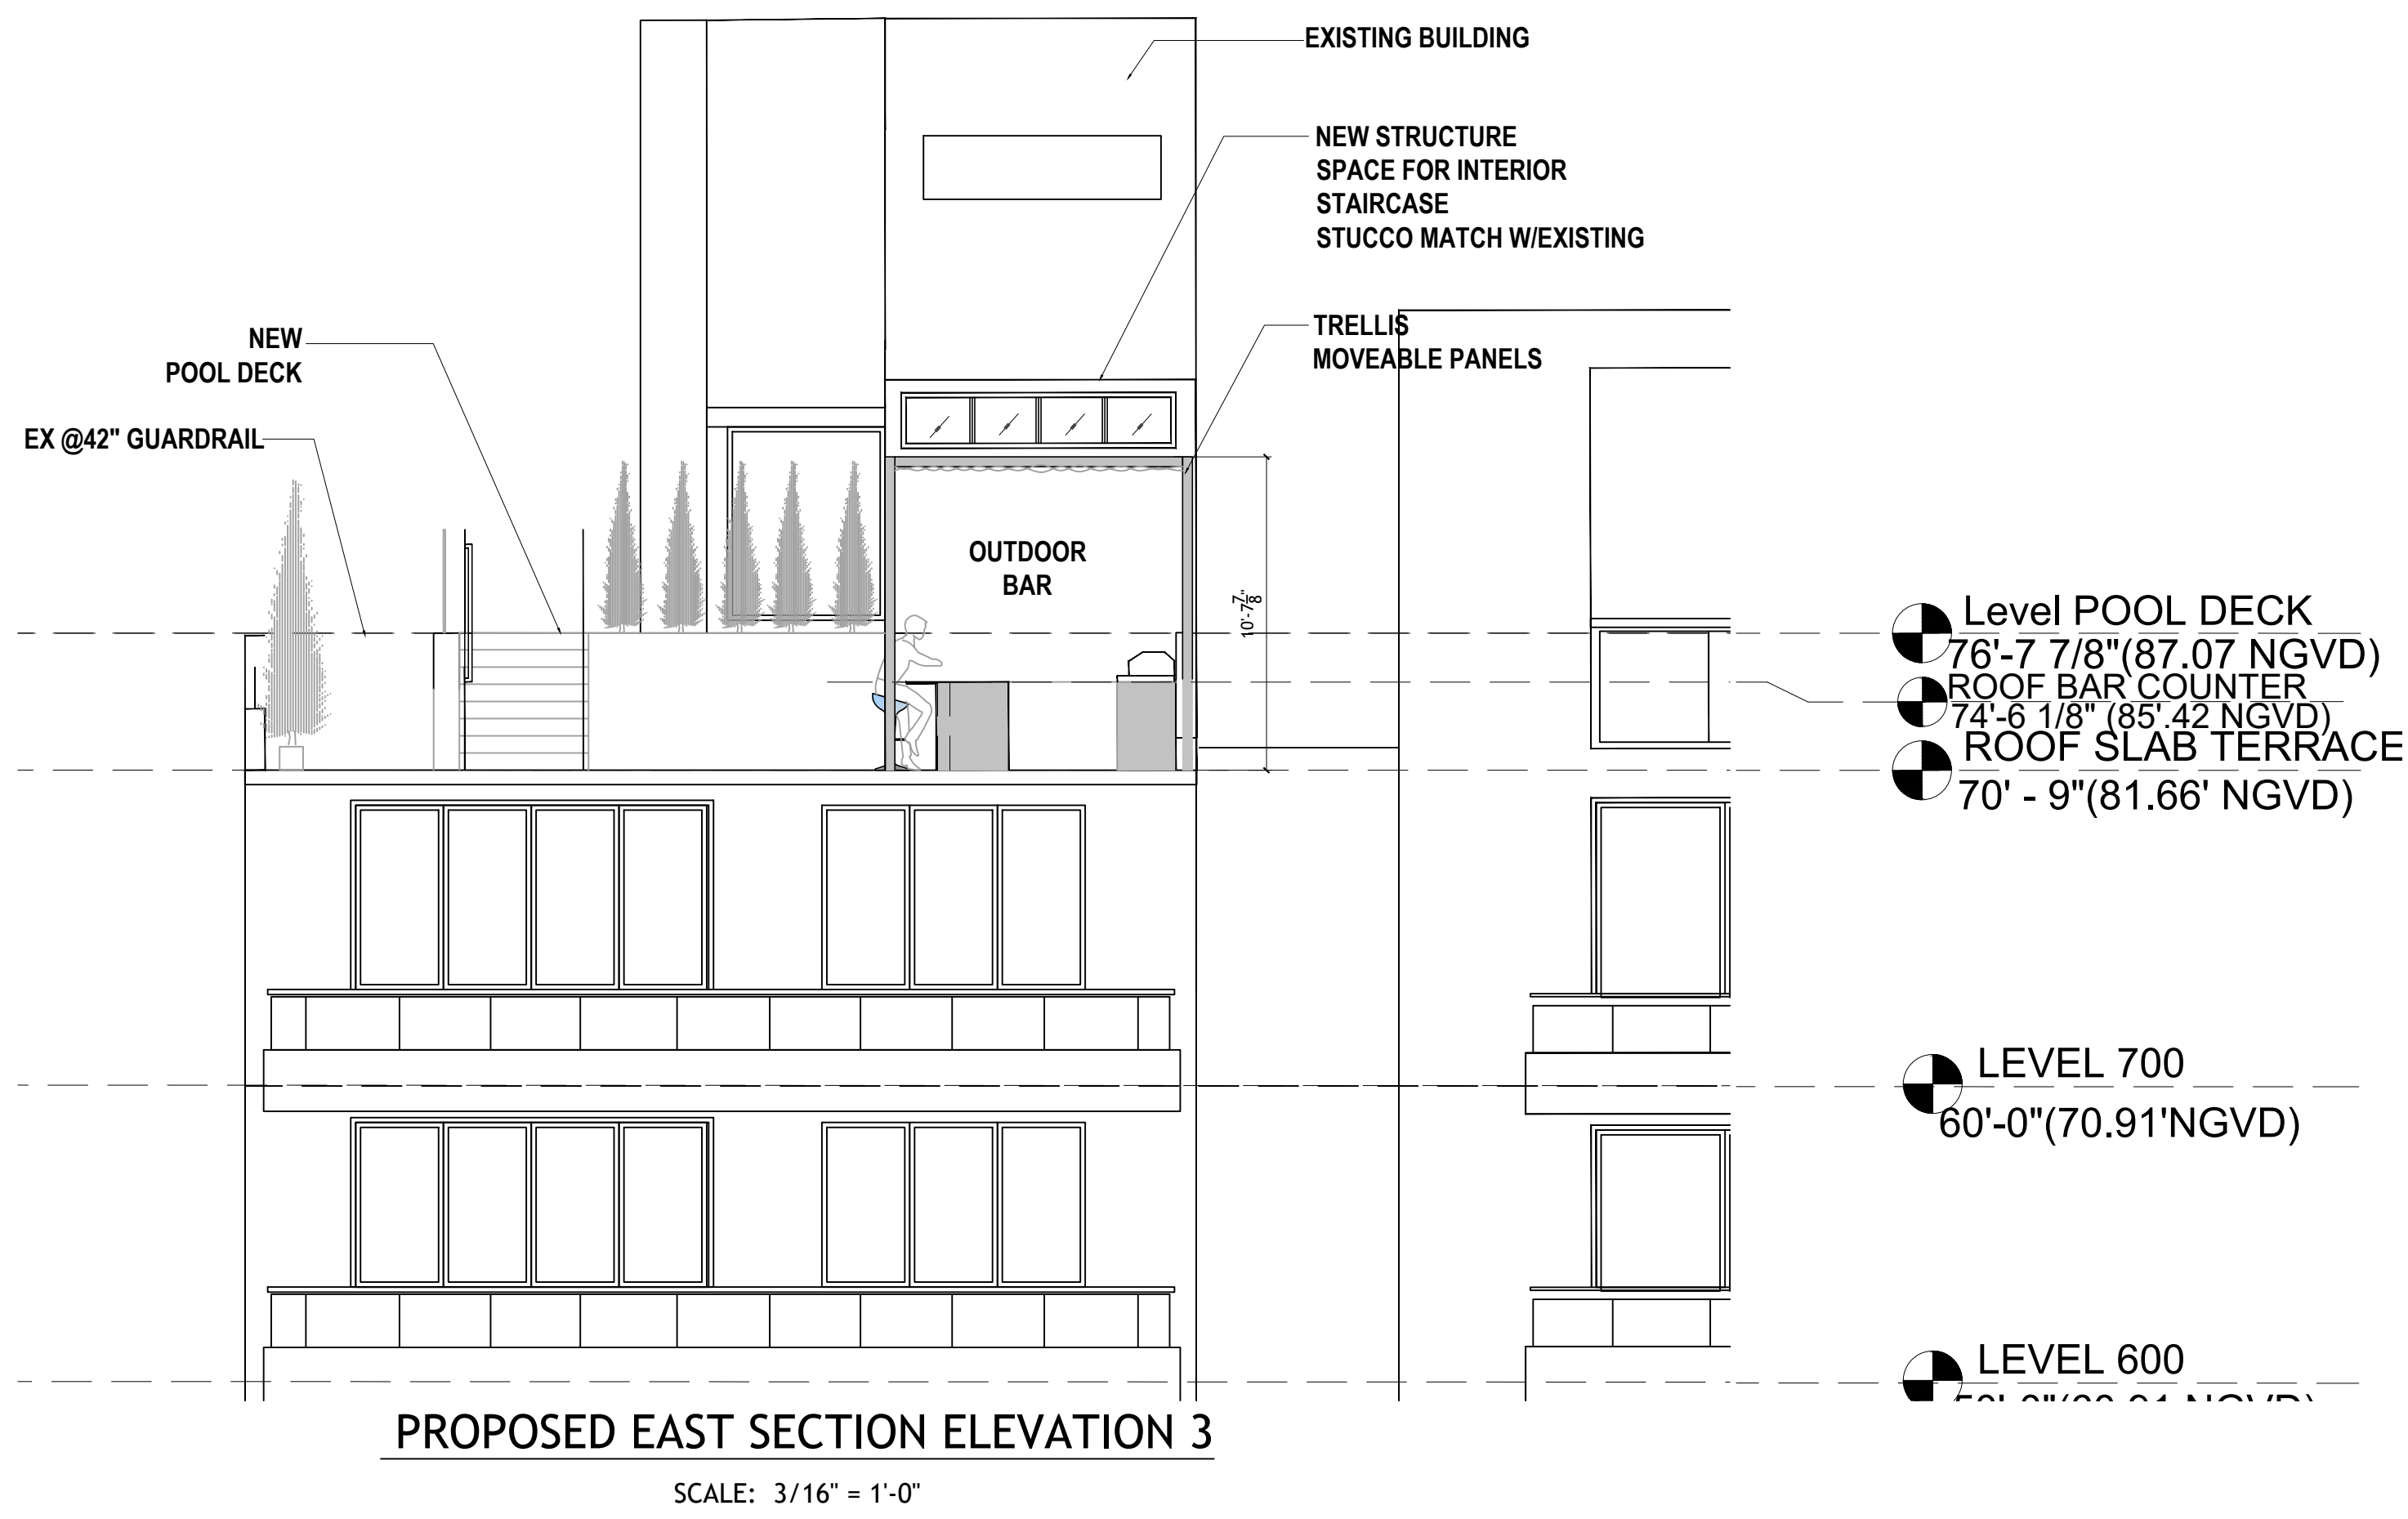 EXISTING BUILDING
NEW STRUCTURE
SPACE FOR INTERIOR
STAIRCASE
STUCCO MATCH W/EXISTING
TRELLIS
MOVEABLE PANELS
NEW
POOL DECK
EX @42" GUARDRAIL
OUTDOOR
BAR
10'-7 7/8"
Level POOL DECK
76'-7 7/8"(87.07 NGVD)
ROOF BAR COUNTER
74'-6 1/8" (85'.42 NGVD)
ROOF SLAB TERRACE
70' - 9"(81.66' NGVD)
LEVEL 700
60'-0"(70.91'NGVD)
LEVEL 600
PROPOSED EAST SECTION ELEVATION 3
SCALE: 3/16" = 1'-0"